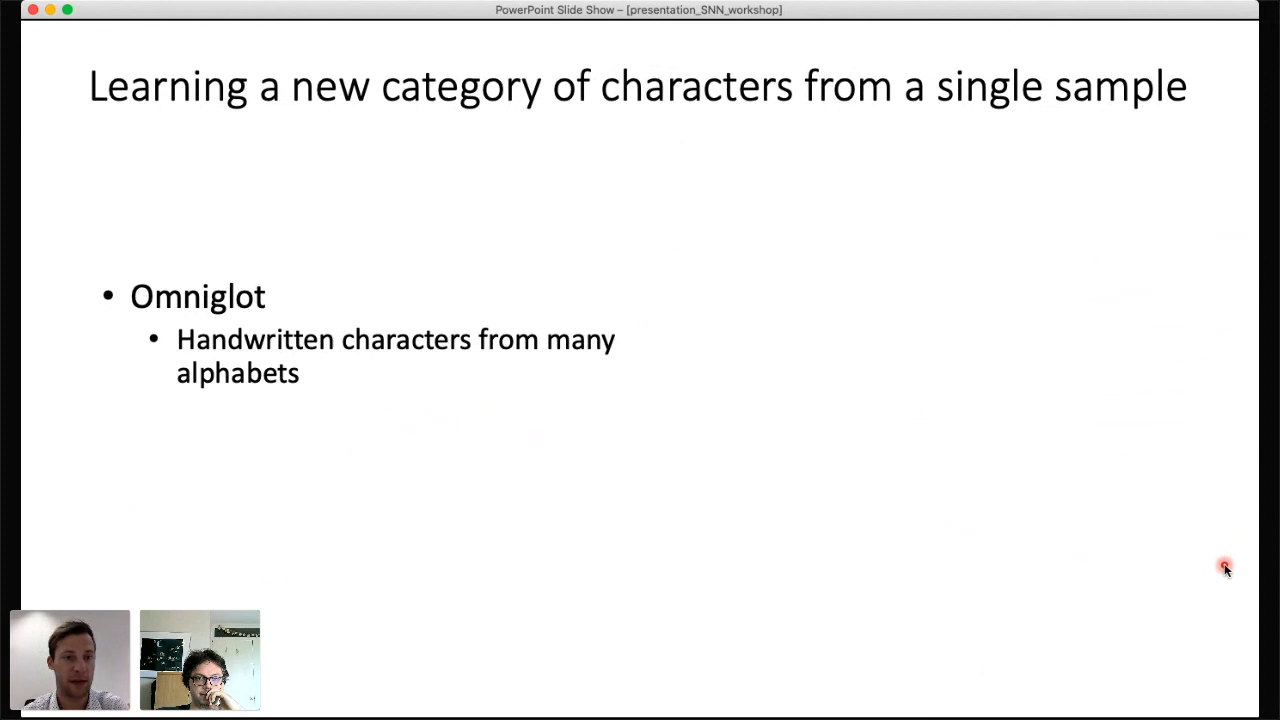 PowerPoint Slide Show – [presentation_SNN_workshop]
Learning a new category of characters from a single sample
• Omniglot
• Handwritten characters from many
alphabets